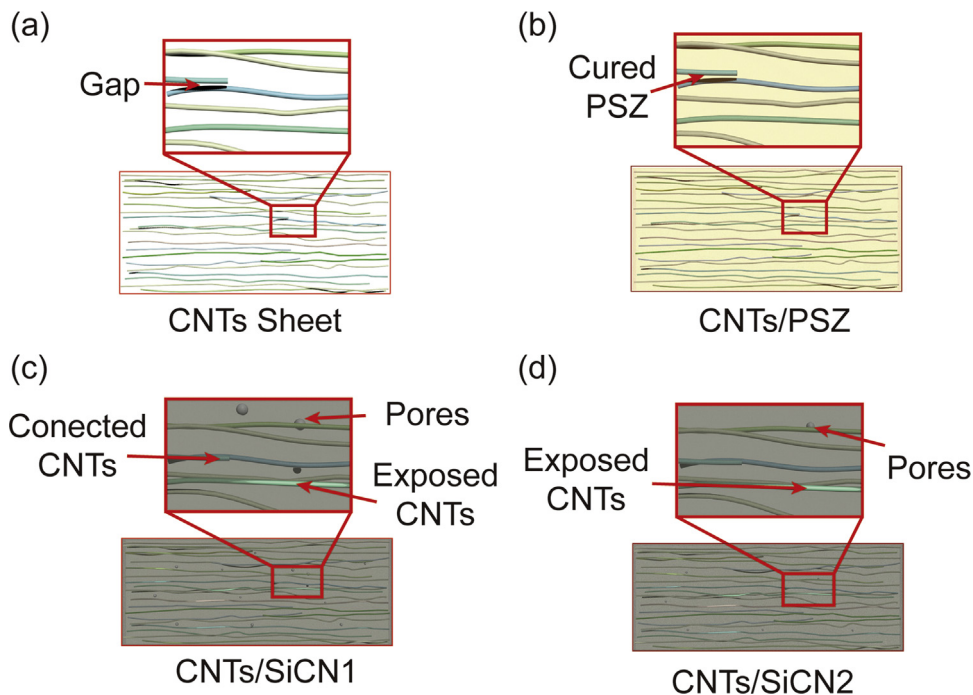 (a)
Gap
CNTs Sheet
(b)
Cured
PSZ
CNTs/PSZ
(c)
Conected
CNTs
Pores
Exposed
CNTs
CNTs/SiCN1
(d)
Exposed
CNTs
Pores
CNTs/SiCN2